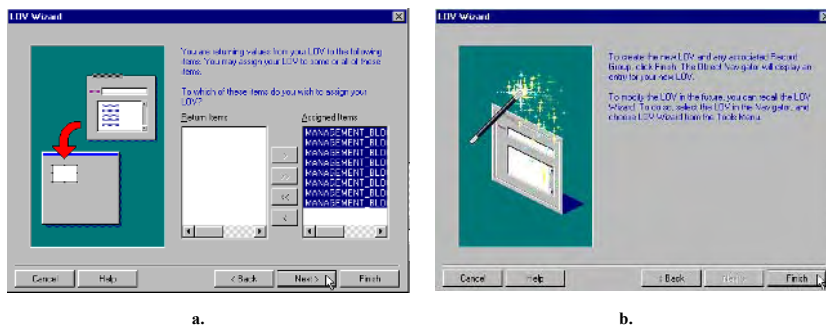 LOV Wizard
You are returning values from your LOV to the following
items. You may assign your LOV to some or all of these
items.
To which of these items do you wish to assign your
LOV?
Return Items
Assigned Items
MANAGEMENT_BLO
MANAGEMENT_BLO
MANAGEMENT_BLO
MANAGEMENT_BLO
MANAGEMENT_BLO
MANAGEMENT_BLO
MANAGEMENT_BLO
>
>>
<<
<
Cancel
Help
< Back
Next >
Finish
a.
LOV Wizard
To create the new LOV and any associated Record
Group, click Finish. The Object Navigator will display an
entry for your new LOV.
To modify the LOV in the future, you can recall the LOV
Wizard. To do so, select the LOV in the Navigator, and
choose LOV Wizard from the Tools Menu.
Cancel
Help
< Back
Next >
Finish
b.